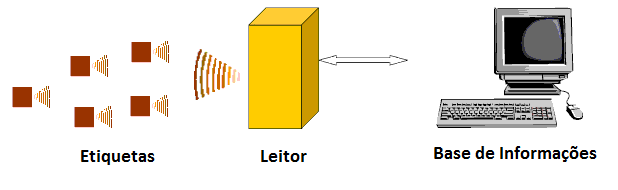 Etiquetas
Leitor
Base de Informações